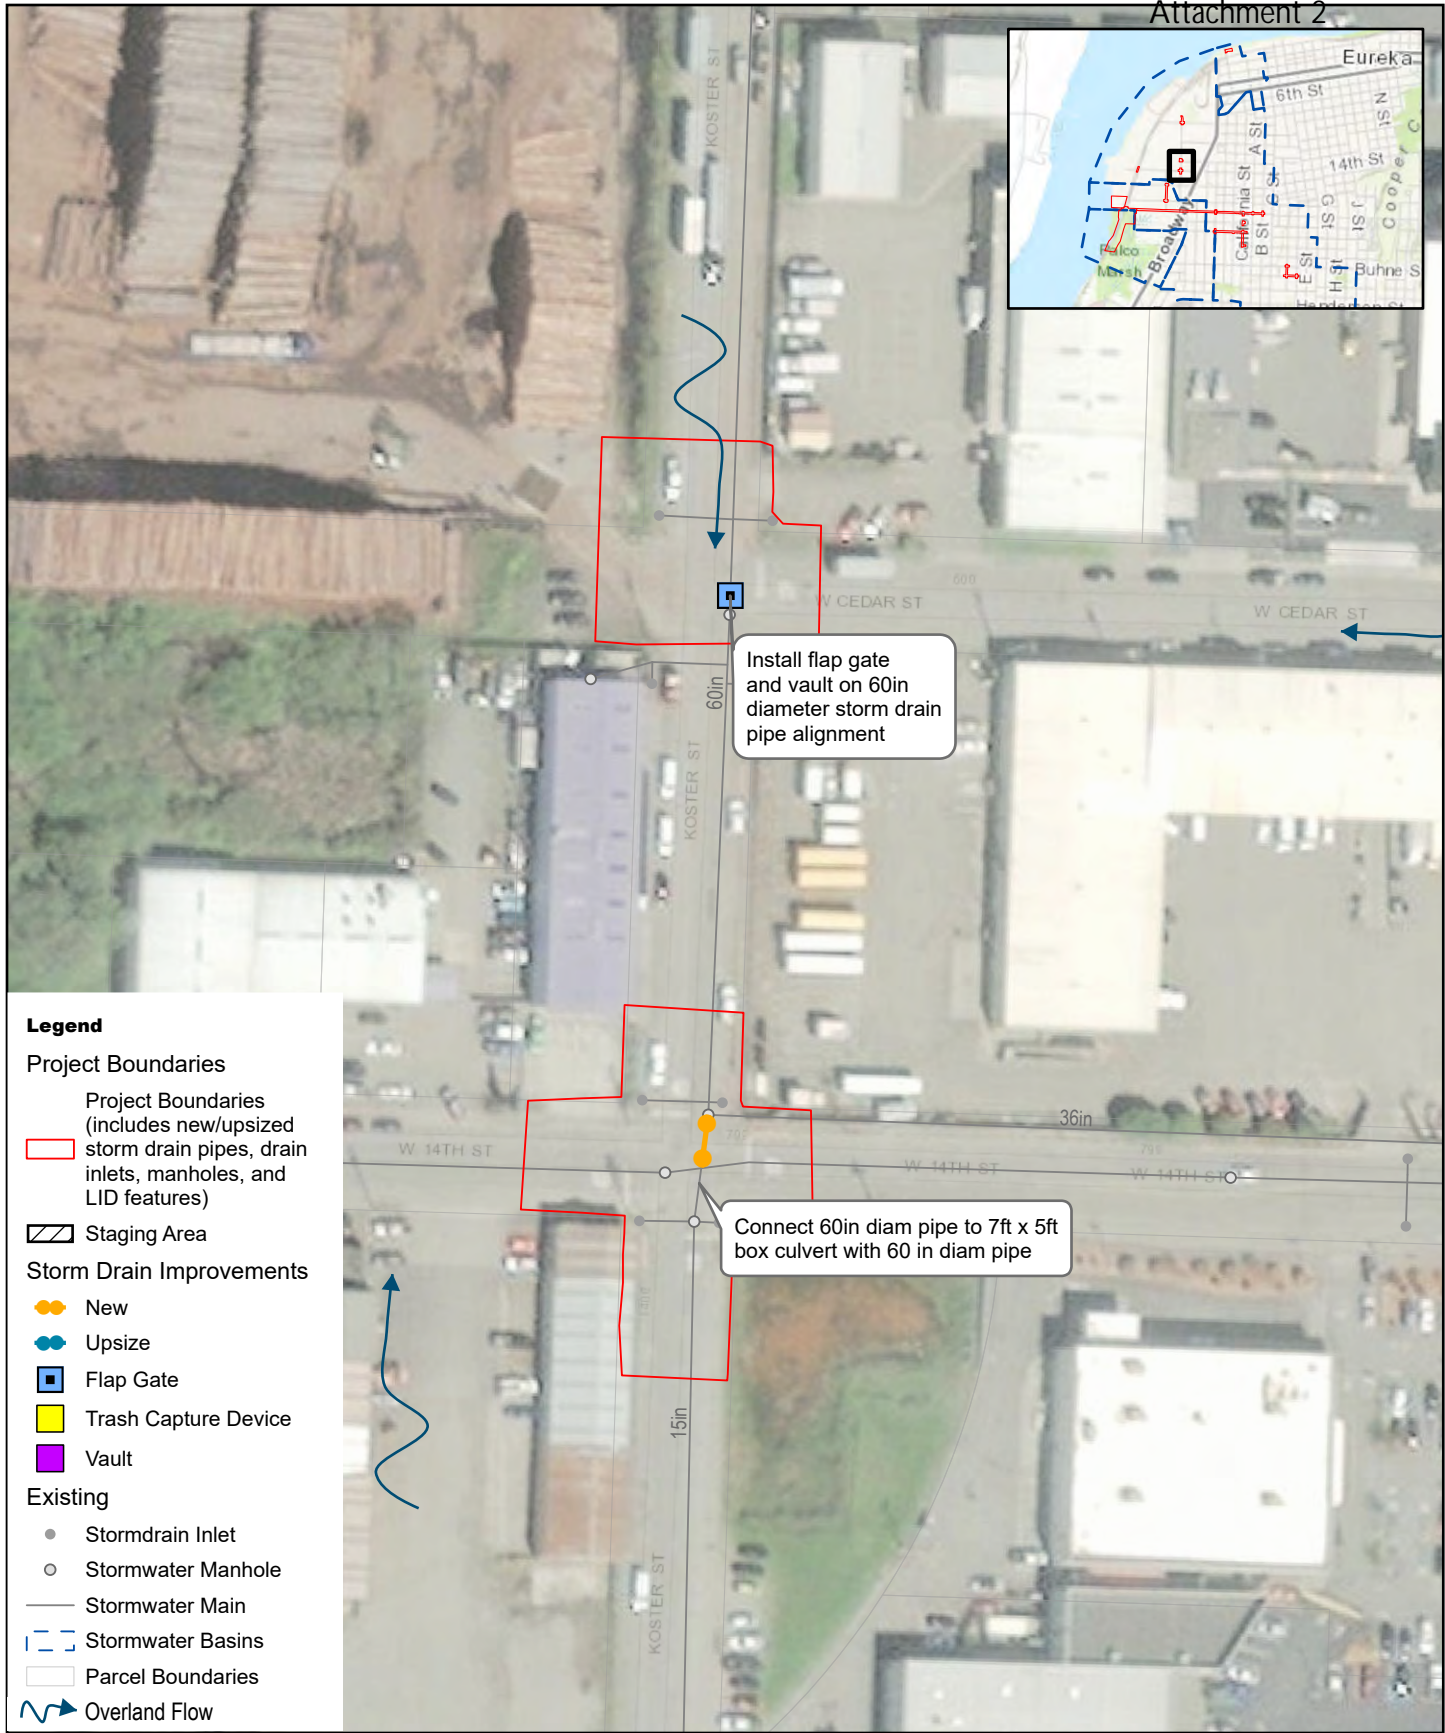 Attachment 2
Eureka
6th St
N St
A St
14th St
Cooper C
California St
C St
B St
G St
J St
Broadway
Palco
Marsh
E St
H St
Buhne S
Henderson St
KOSTER ST
600
W CEDAR ST
W CEDAR ST
Install flap gate
and vault on 60in
diameter storm drain
pipe alignment
60in
KOSTER ST
36in
W 14TH ST
W 14TH ST
W 14TH ST
Connect 60in diam pipe to 7ft x 5ft
box culvert with 60 in diam pipe
1400
15in
KOSTER ST
Legend
Project Boundaries
Project Boundaries
(includes new/upsized
storm drain pipes, drain
inlets, manholes, and
LID features)
Staging Area
Storm Drain Improvements
New
Upsize
Flap Gate
Trash Capture Device
Vault
Existing
Stormdrain Inlet
Stormwater Manhole
Stormwater Main
Stormwater Basins
Parcel Boundaries
Overland Flow